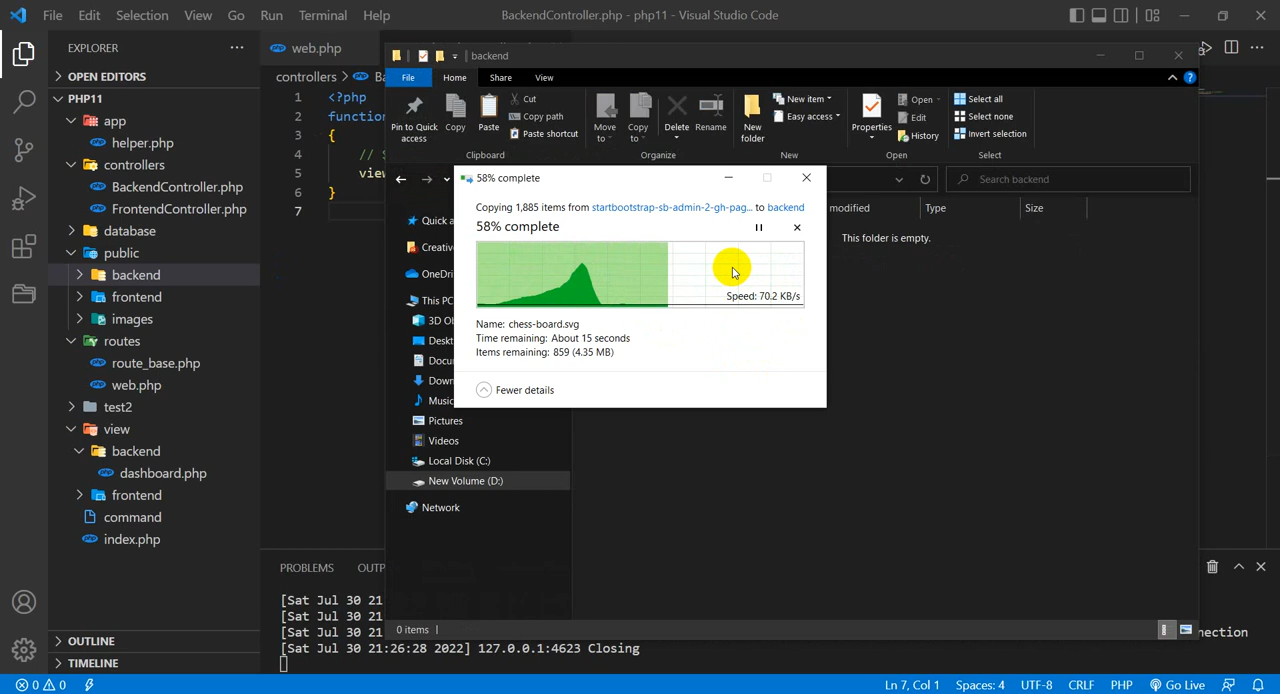 File Edit Selection View Go Run Terminal Help
BackendController.php - php11 - Visual Studio Code
EXPLORER
OPEN EDITORS
PHP11
app
helper.php
controllers
BackendController.php
FrontendController.php
database
public
backend
frontend
images
routes
route_base.php
web.php
test2
view
backend
dashboard.php
frontend
command
index.php
OUTLINE
TIMELINE
web.php
controllers >
1 <?php
2 function
3 {
4 // S
5 view
6 }
7
backend
File Home Share View
Pin to Quick access
Copy
Paste
Cut
Copy path
Paste shortcut
Clipboard
Move to
Copy to
Delete
Rename
Organize
New folder
New item
Easy access
New
Properties
Open
Edit
History
Open
Select all
Select none
Invert selection
Select
Search backend
modified Type Size
This folder is empty.
Quick a
Creative
OneDri
This PC
3D Ob
Deskt
Docu
Down
Music
Pictures
Videos
Local Disk (C:)
New Volume (D:)
Network
0 items
58% complete
Copying 1,885 items from startbootstrap-sb-admin-2-gh-pag... to backend
58% complete
Speed: 70.2 KB/s
Name: chess-board.svg
Time remaining: About 15 seconds
Items remaining: 859 (4.35 MB)
Fewer details
PROBLEMS OUTP
[Sat Jul 30 21
[Sat Jul 30 21
[Sat Jul 30 21 nnection
[Sat Jul 30 21:26:28 2022] 127.0.0.1:4623 Closing
0 0
Ln 7, Col 1 Spaces: 4 UTF-8 CRLF PHP Go Live